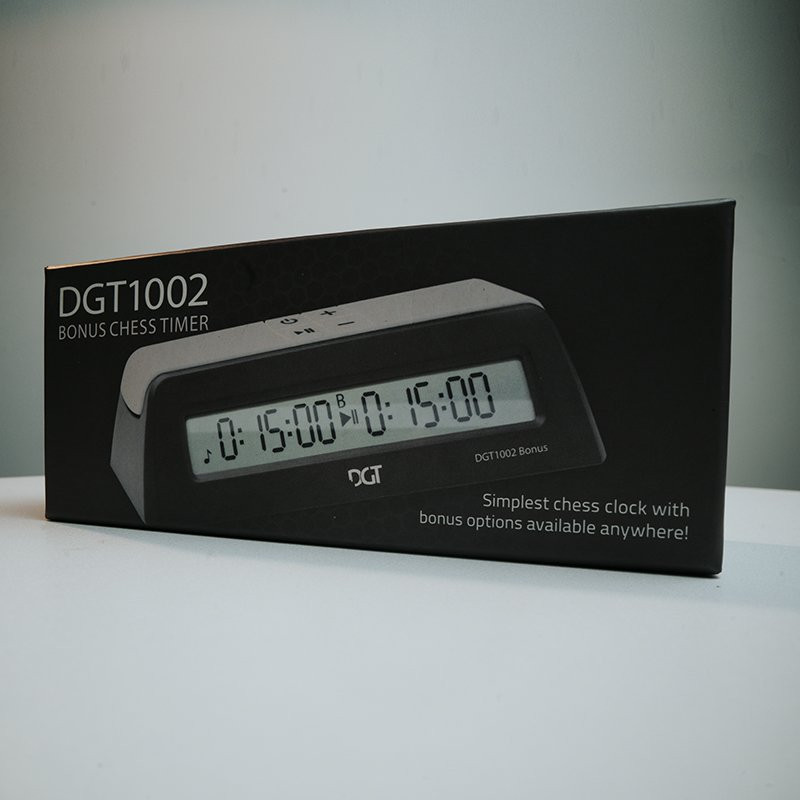 DGT1002
BONUS CHESS TIMER
B
0:15:00 0:15:00
DGT1002 Bonus
DGT
Simplest chess clock with
bonus options available anywhere!